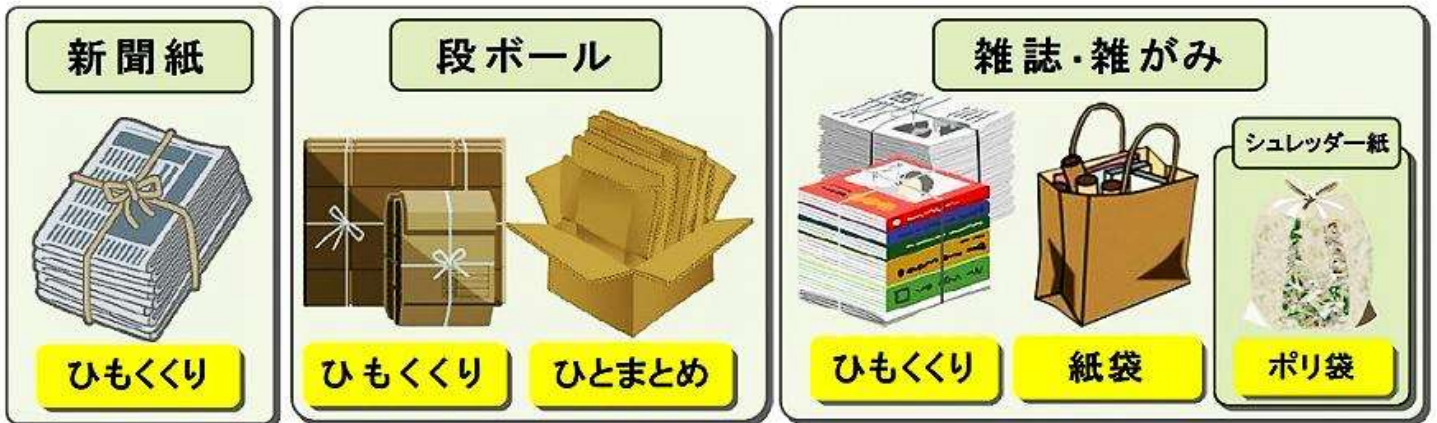 新聞紙
ひもくくり
段ボール
ひもくくり
ひとまとめ
雑誌・雑がみ
ひもくくり
紙袋
シュレッダー紙
ポリ袋